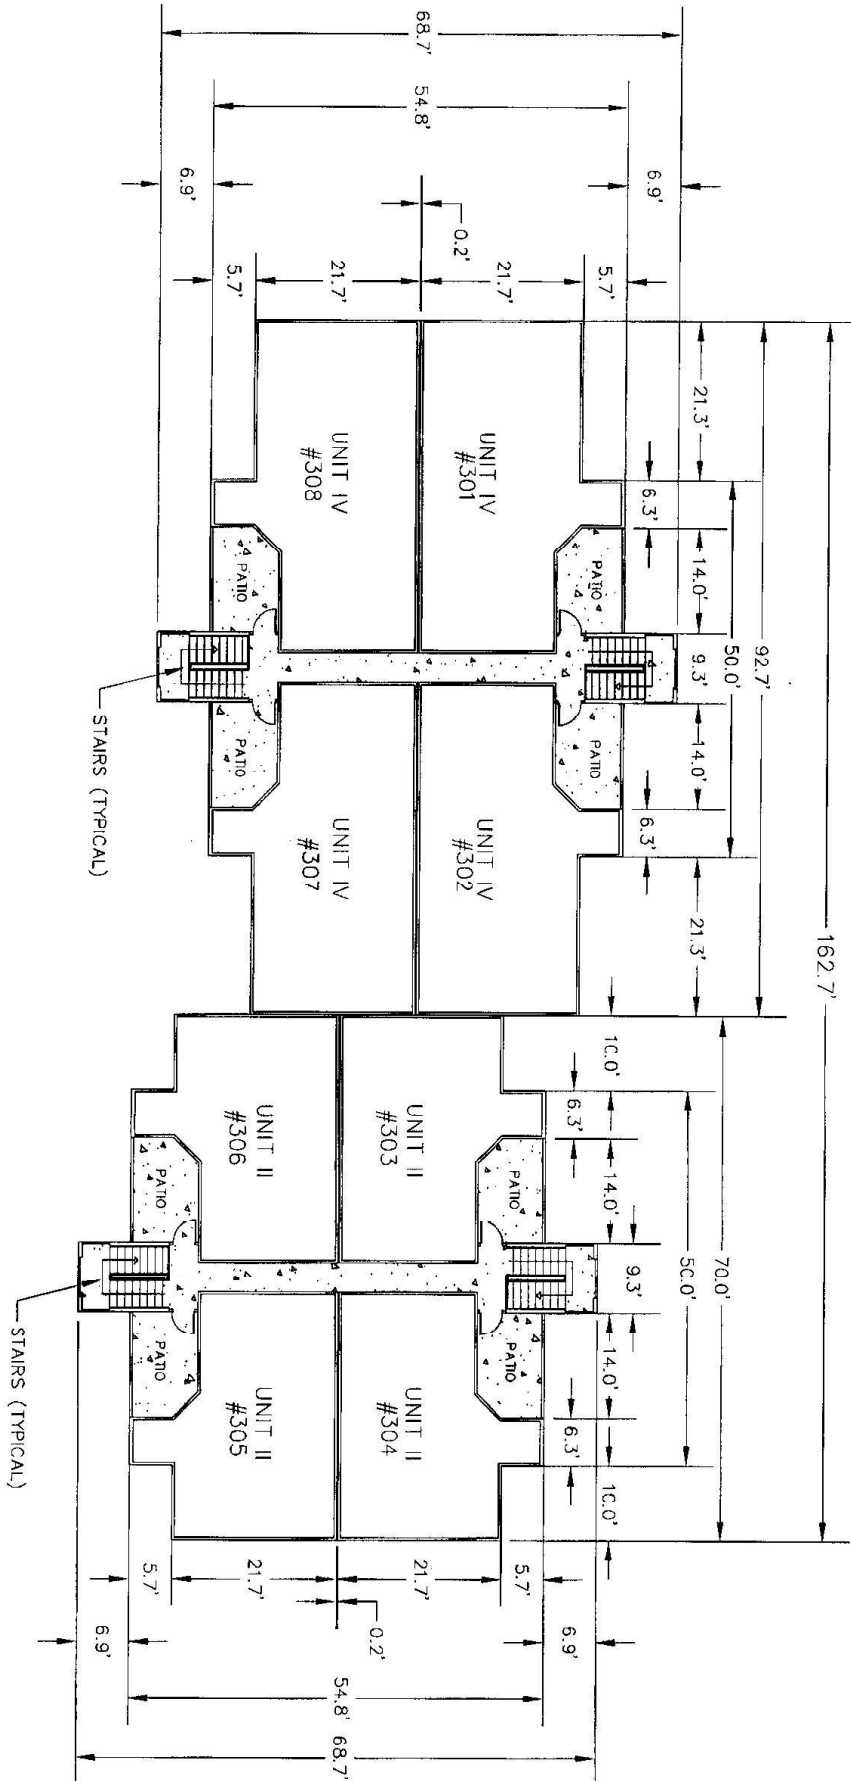 162.7'
92.7'
50.0'
70.0'
21.3'
14.0'
9.3'
14.0'
21.3'
50.0'
6.3'
6.3'
10.0'
14.0'
9.3'
14.0'
10.0'
6.3'
6.3'
6.9'
5.7'
PATIO
PATIO
6.9'
5.7'
PATIO
PATIO
21.7'
UNIT IV
#301
UNIT IV
#302
0.2'
68.7'
54.8'
UNIT II
#303
UNIT II
#304
21.7'
0.2'
21.7'
UNIT IV
#308
UNIT IV
#307
54.8'
68.7'
5.7'
PATIO
PATIO
UNIT II
#306
UNIT II
#305
21.7'
6.9'
PATIO
PATIO
5.7'
6.9'
STAIRS (TYPICAL)
STAIRS (TYPICAL)